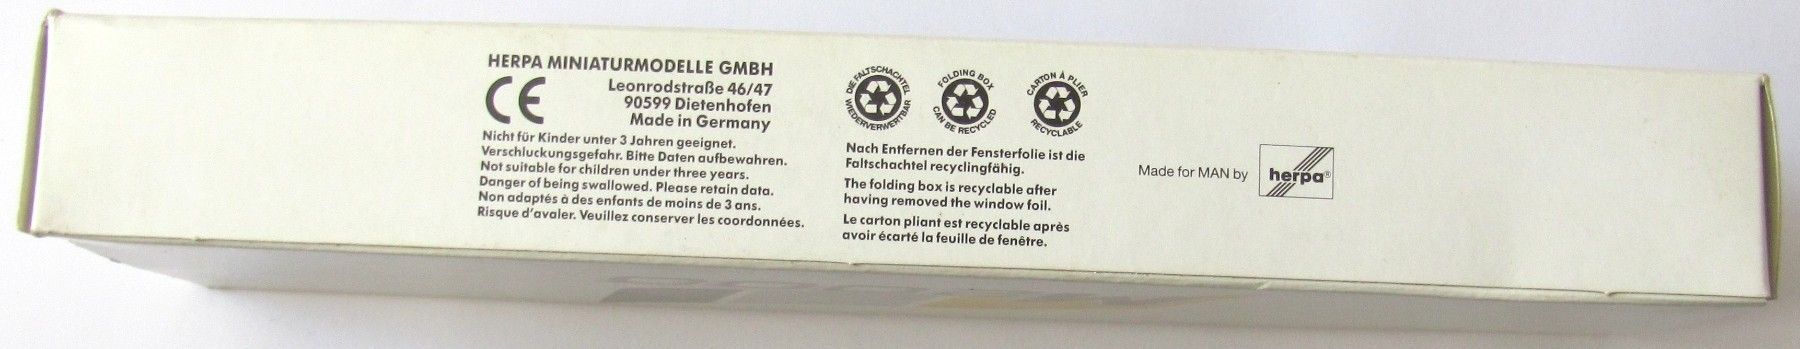 HERPA MINIATURMODELLE GMBH
CE
Leonrodstraße 46/47
90599 Dietenhofen
Made in Germany
Nicht für Kinder unter 3 Jahren geeignet.
Verschluckungsgefahr. Bitte Daten aufbewahren.
Not suitable for children under three years.
Danger of being swallowed. Please retain data.
Non adaptés à des enfants de moins de 3 ans.
Risque d'avaler. Veuillez conserver les coordonnées.
DIE FALTSCHACHTEL WIEDERVERWERTBAR
FOLDING BOX CAN BE RECYCLED
CARTON À PLIER RECYCLABLE
Nach Entfernen der Fensterfolie ist die
Faltschachtel recyclingfähig.
The folding box is recyclable after
having removed the window foil.
Le carton pliant est recyclable après
avoir écarté la feuille de fenêtre.
Made for MAN by
herpa®